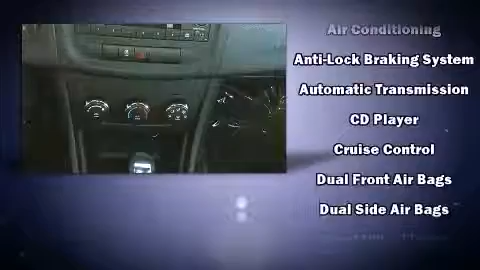 Air Conditioning
Anti-Lock Braking System
Automatic Transmission
CD Player
Cruise Control
Dual Front Air Bags
Dual Side Air Bags